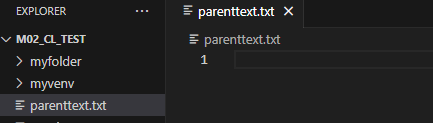 EXPLORER
···
parenttext.txt ×
M02_CL_TEST
parenttext.txt
myfolder
1
myvenv
parenttext.txt